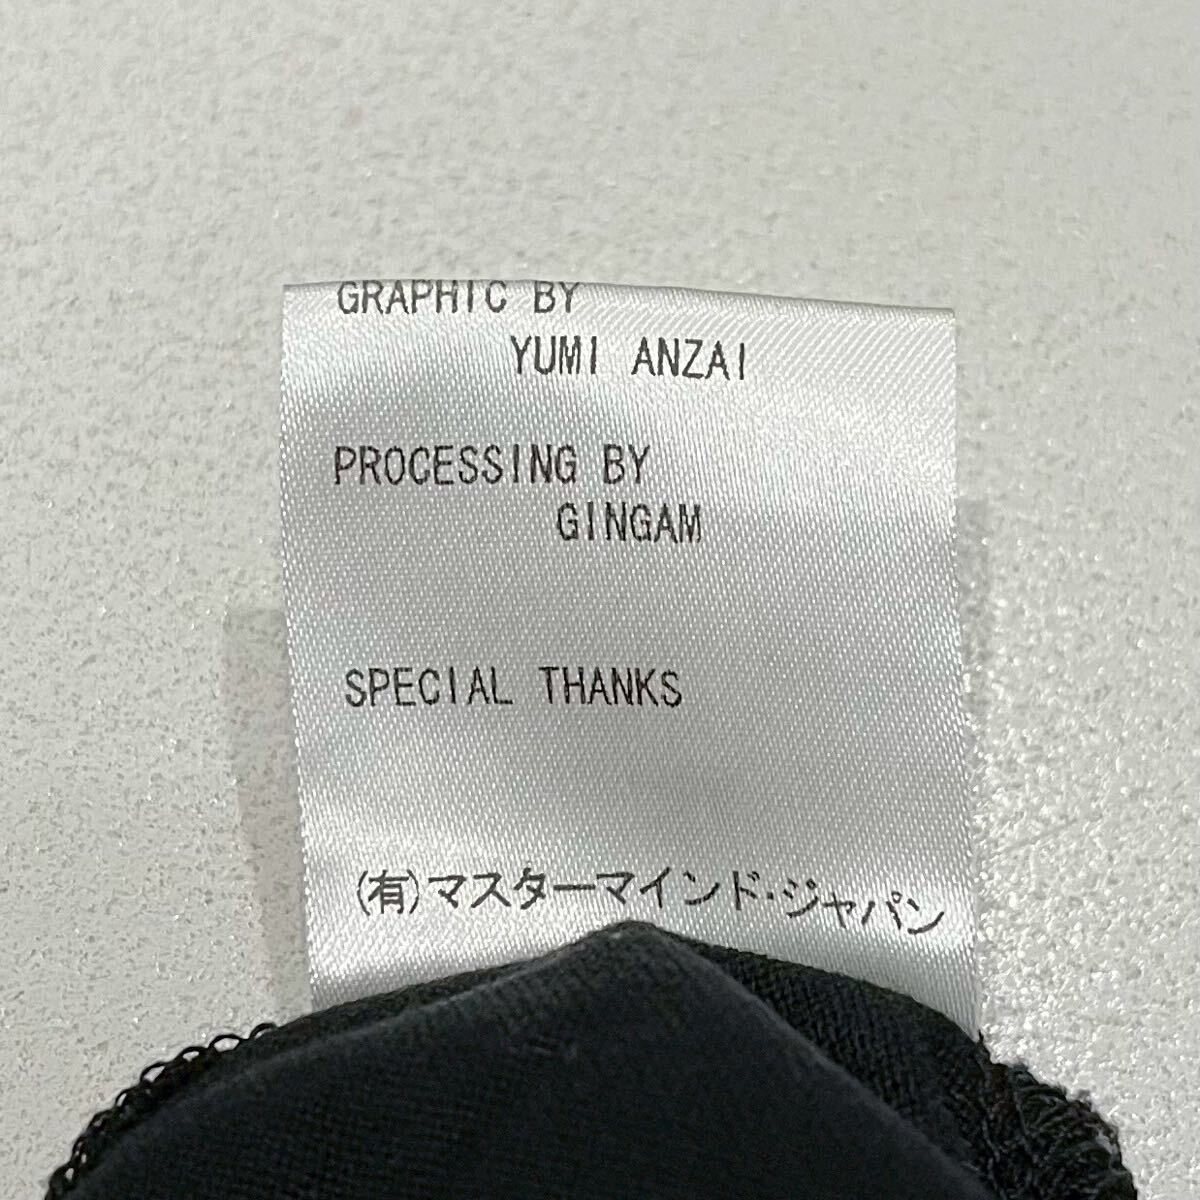 GRAPHIC BY
YUMI ANZAI
PROCESSING BY
GINGAM
SPECIAL THANKS
(有)マスターマインド・ジャパン